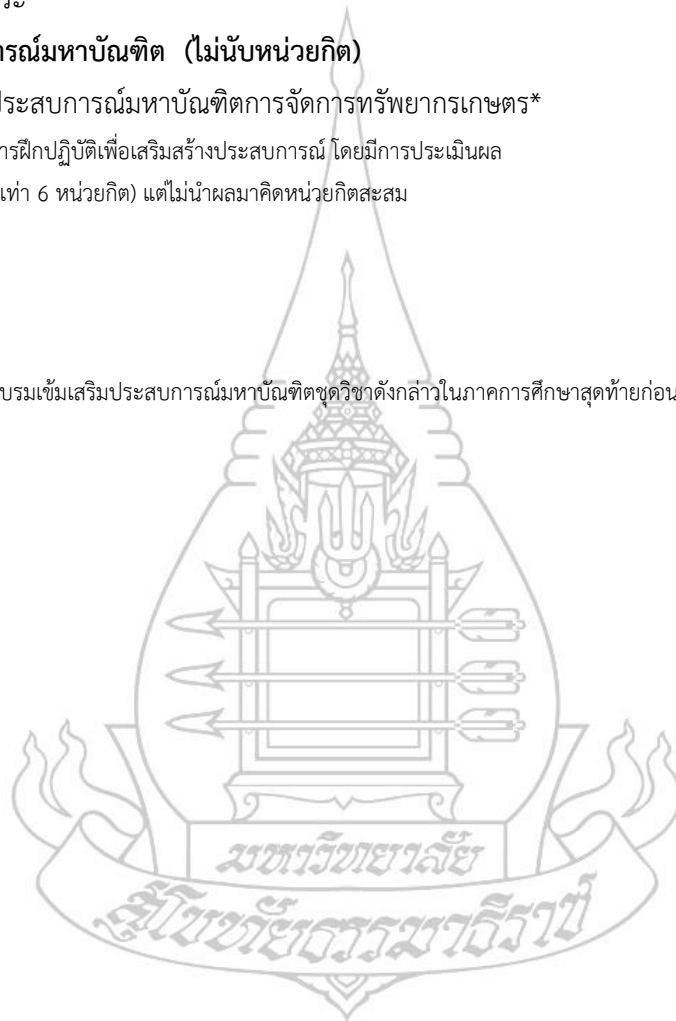 ารณ์มหาบัณฑิต (ไม่นับหน่วยกิต)
ประสบการณ์มหาบัณฑิตการจัดการทรัพยากรเกษตร*
ารฝึกปฏิบัติเพื่อเสริมสร้างประสบการณ์ โดยมีการประเมินผล
เท่า 6 หน่วยกิต) แต่ไม่นำผลมาคิดหน่วยกิตสะสม
บรมเข้มเสริมประสบการณ์มหาบัณฑิตชุดวิชาดังกล่าวในภาคการศึกษาสุดท้ายก่อน
มหาวิทยาลัย
สุโขทัยธรรมาธิราช